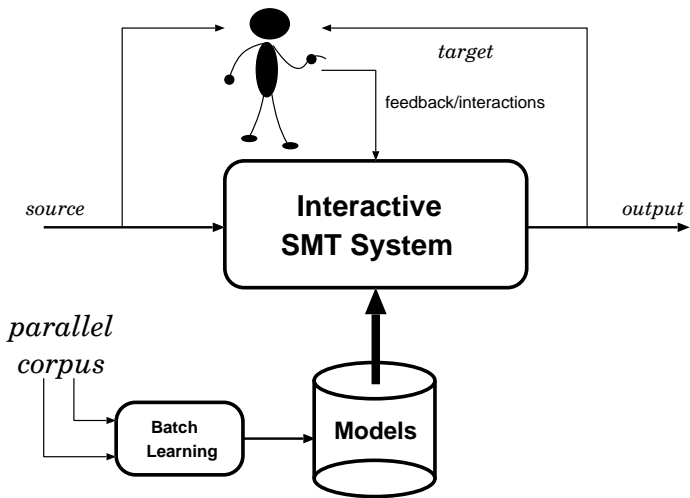 target
feedback/interactions
source
Interactive
SMT System
output
parallel
corpus
Batch
Learning
Models